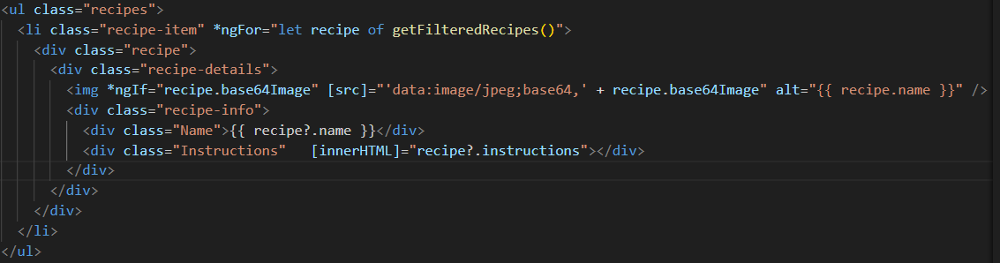 <ul class="recipes">
<li class="recipe-item" *ngFor="let recipe of getFilteredRecipes()">
<div class="recipe">
<div class="recipe-details">
<img *ngIf="recipe.base64Image" [src]="'data:image/jpeg;base64,' + recipe.base64Image" alt="{{ recipe.name }}" />
<div class="recipe-info">
<div class="Name">{{ recipe?.name }}</div>
<div class="Instructions"   [innerHTML]="recipe?.instructions"></div>
</div>
</div>
</div>
</li>
</ul>